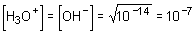 [H₃O⁺] = [OH⁻] = √10⁻¹⁴ = 10⁻⁷